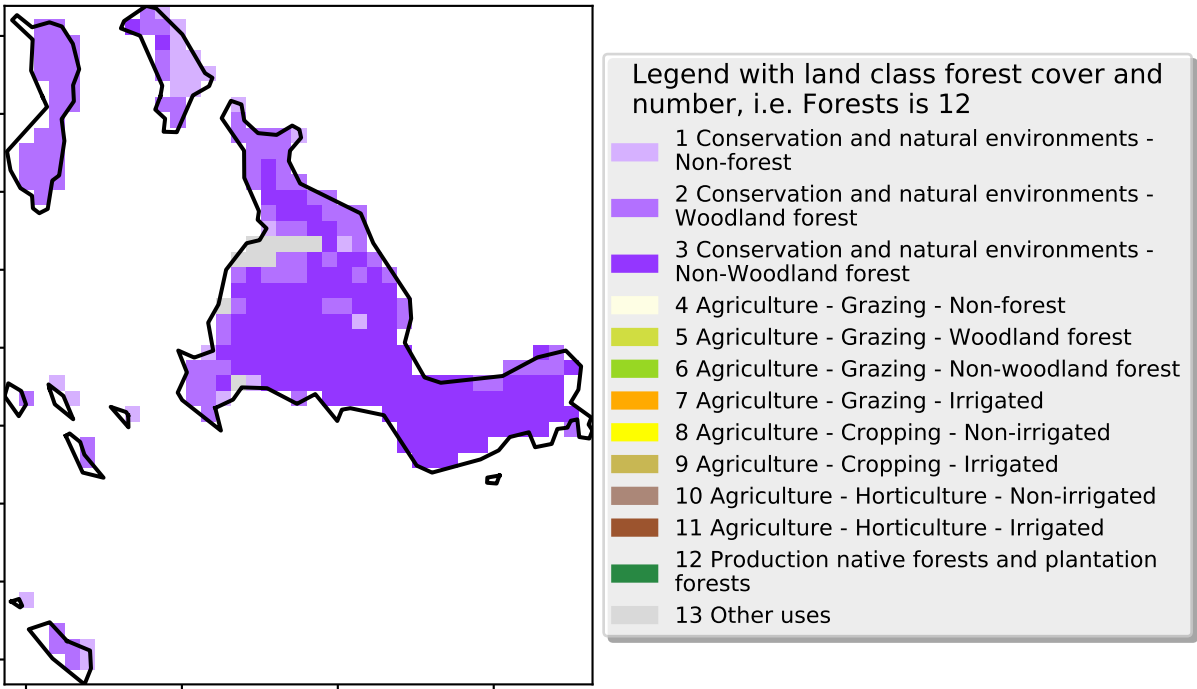 Legend with land class forest cover and
number, i.e. Forests is 12
1 Conservation and natural environments -
Non-forest
2 Conservation and natural environments -
Woodland forest
3 Conservation and natural environments -
Non-Woodland forest
4 Agriculture - Grazing - Non-forest
5 Agriculture - Grazing - Woodland forest
6 Agriculture - Grazing - Non-woodland forest
7 Agriculture - Grazing - Irrigated
8 Agriculture - Cropping - Non-irrigated
9 Agriculture - Cropping - Irrigated
10 Agriculture - Horticulture - Non-irrigated
11 Agriculture - Horticulture - Irrigated
12 Production native forests and plantation
forests
13 Other uses